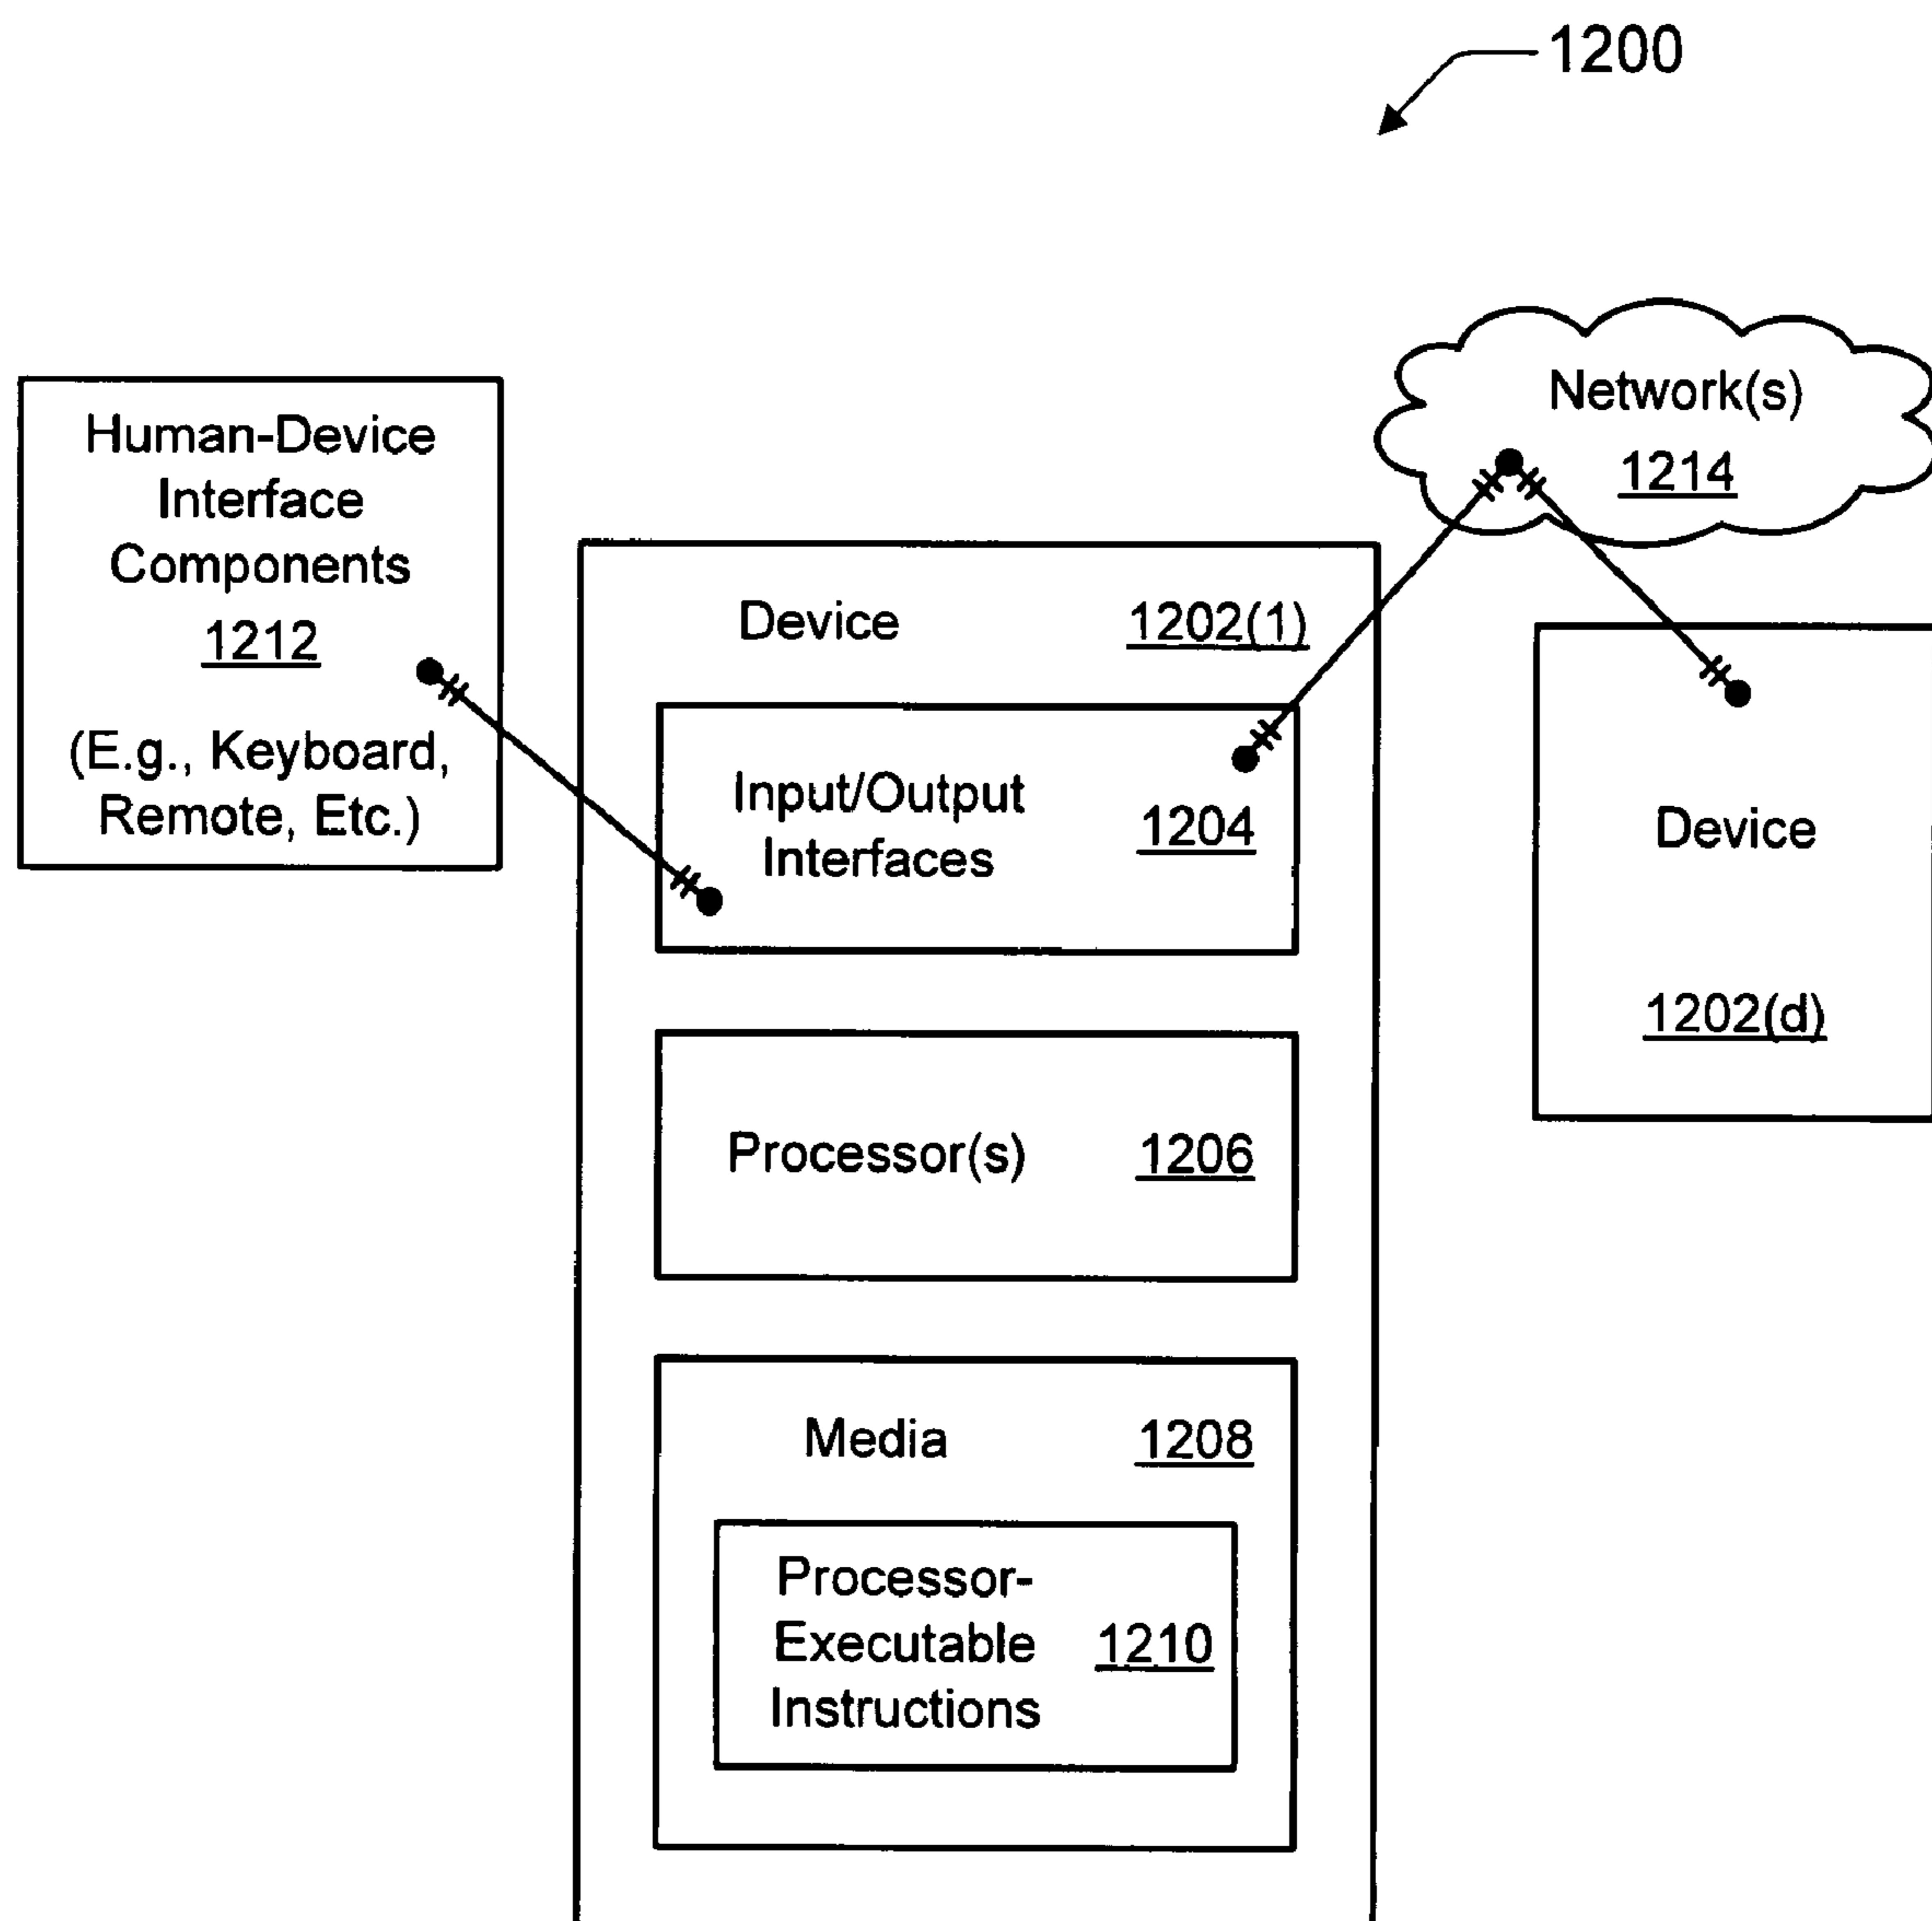 1200
Human-Device
Interface
Components
1212
(E.g., Keyboard,
Remote, Etc.)
Network(s)
1214
Device 1202(1)
Input/Output
Interfaces
1204
Device
1202(d)
Processor(s) 1206
Media 1208
Processor-
Executable
Instructions
1210